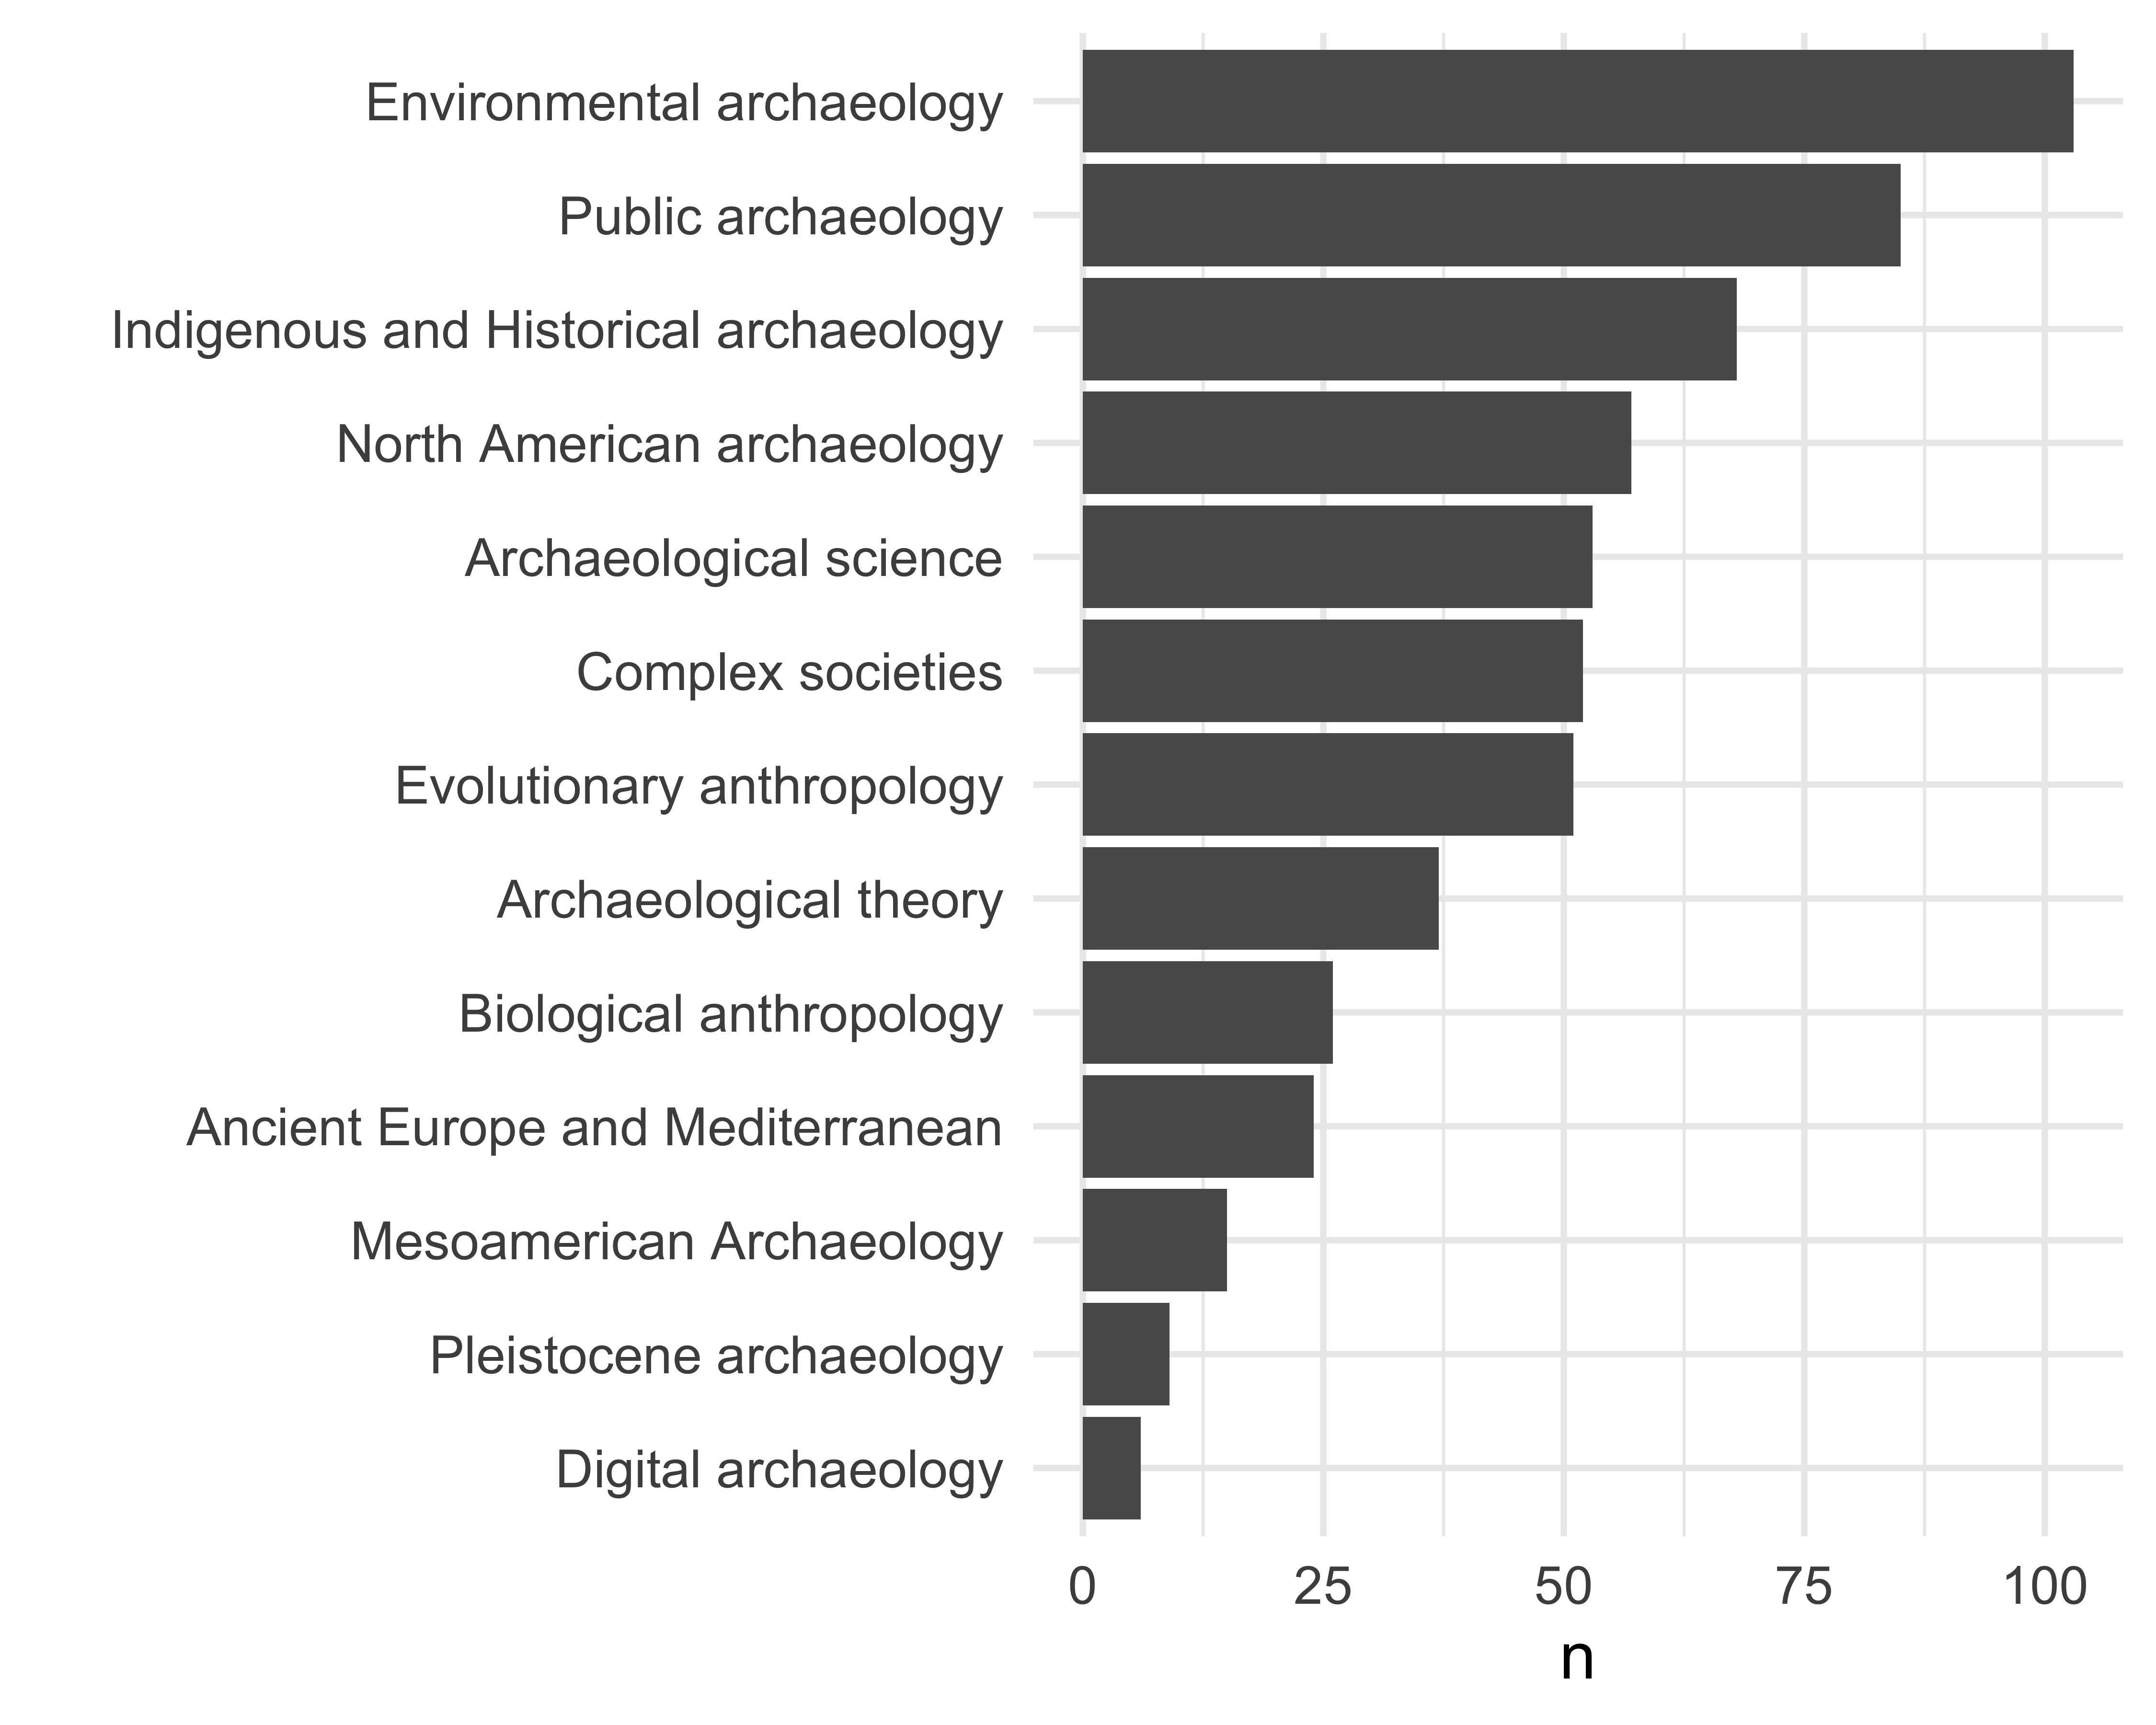 Environmental archaeology
Public archaeology
Indigenous and Historical archaeology
North American archaeology
Archaeological science
Complex societies
Evolutionary anthropology
Archaeological theory
Biological anthropology
Ancient Europe and Mediterranean
Mesoamerican Archaeology
Pleistocene archaeology
Digital archaeology
0 25 50 75 100
n